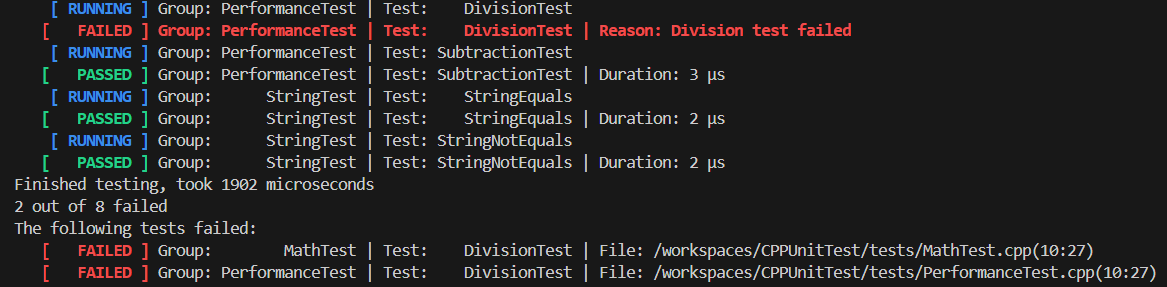 [ RUNNING ] Group: PerformanceTest | Test:    DivisionTest
[  FAILED ] Group: PerformanceTest | Test:    DivisionTest | Reason: Division test failed
[ RUNNING ] Group: PerformanceTest | Test: SubtractionTest
[  PASSED ] Group: PerformanceTest | Test: SubtractionTest | Duration: 3 µs
[ RUNNING ] Group:      StringTest | Test:    StringEquals
[  PASSED ] Group:      StringTest | Test:    StringEquals | Duration: 2 µs
[ RUNNING ] Group:      StringTest | Test: StringNotEquals
[  PASSED ] Group:      StringTest | Test: StringNotEquals | Duration: 2 µs
Finished testing, took 1902 microseconds
2 out of 8 failed
The following tests failed:
[  FAILED ] Group:        MathTest | Test:    DivisionTest | File: /workspaces/CPPUnitTest/tests/MathTest.cpp(10:27)
[  FAILED ] Group: PerformanceTest | Test:    DivisionTest | File: /workspaces/CPPUnitTest/tests/PerformanceTest.cpp(10:27)